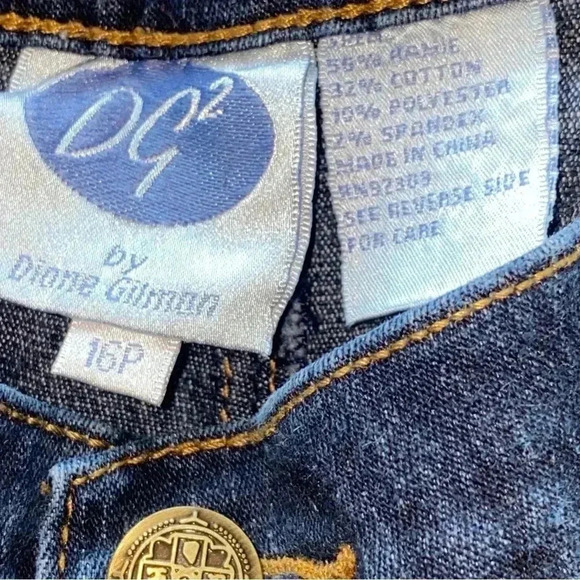 DG2
by
Diane Gilman
16P
56% RAMIE
32% COTTON
10% POLYESTER
2% SPANDEX
MADE IN CHINA
RN92309
SEE REVERSE SIDE
FOR CARE